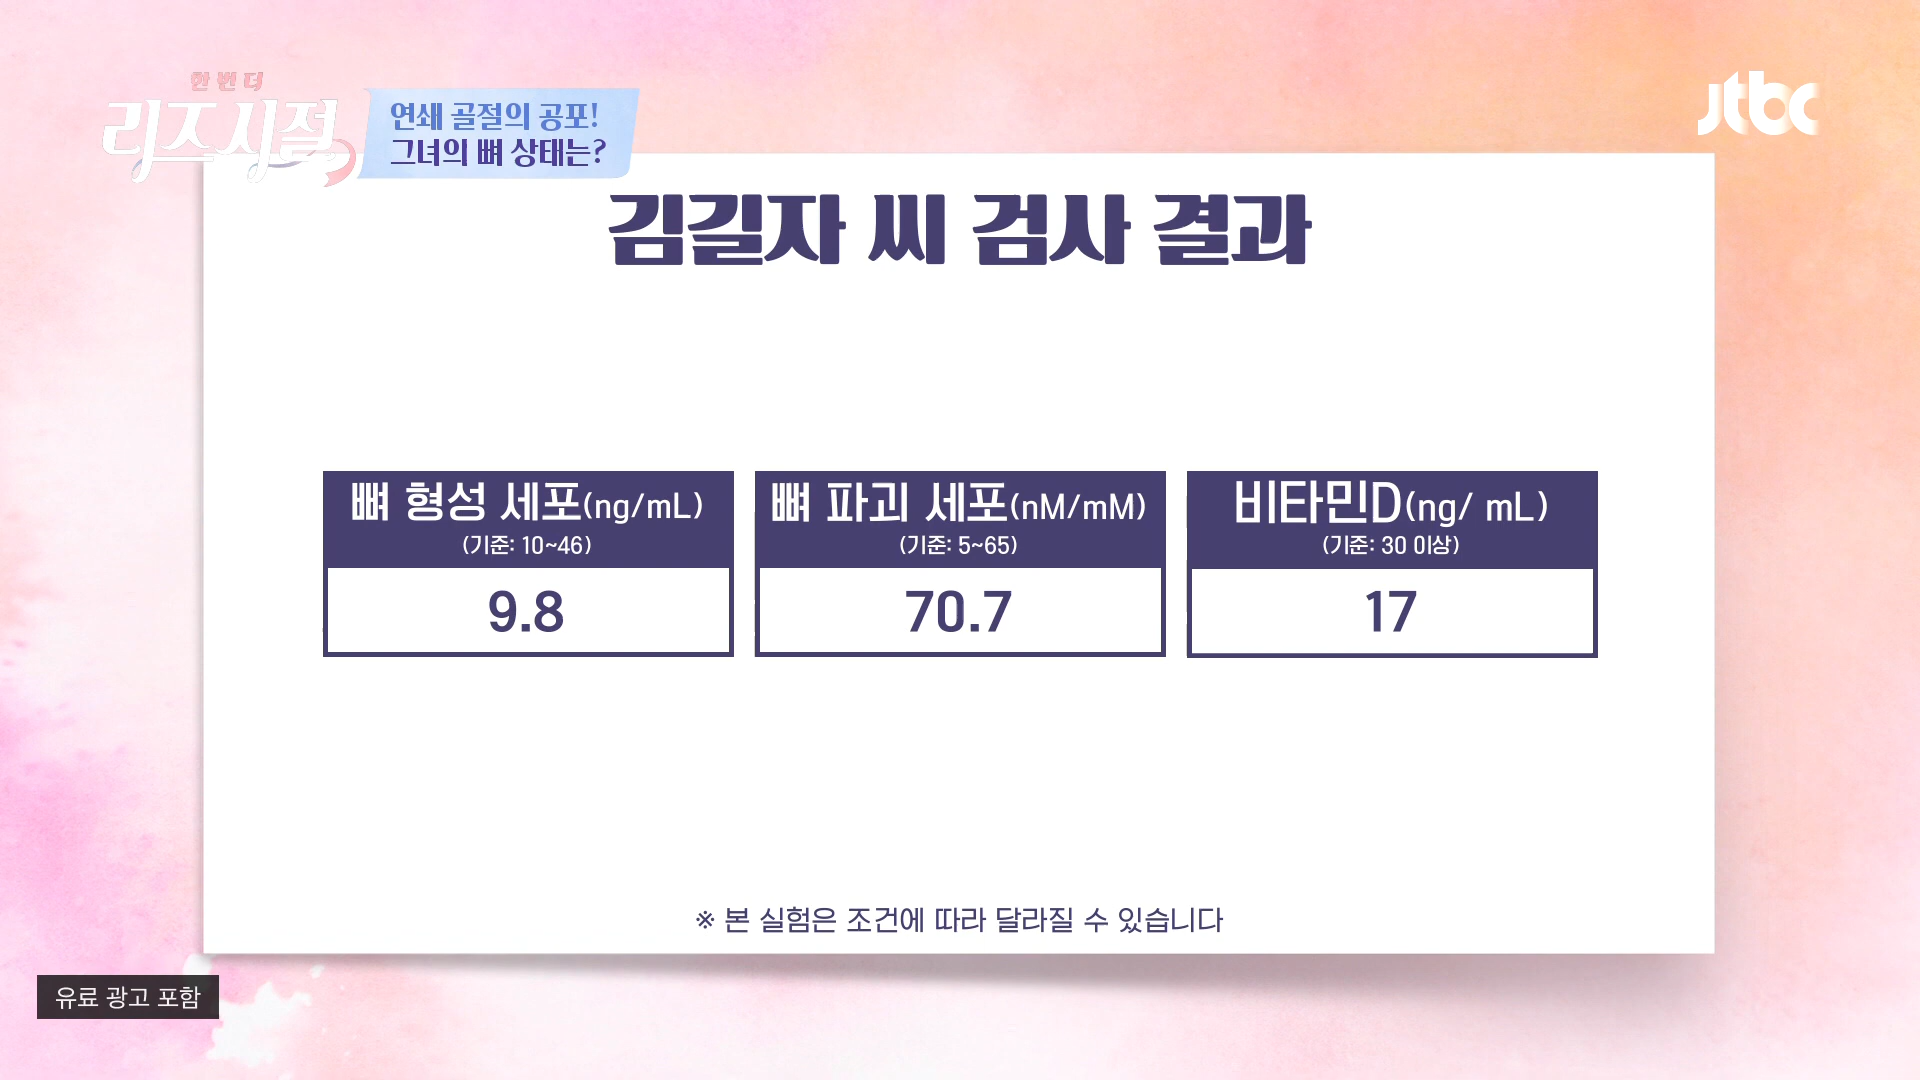 한 번 더
리즈시절
연쇄 골절의 공포!
그녀의 뼈 상태는?
jtbc
김길자 씨 검사 결과
뼈 형성 세포(ng/mL)
(기준: 10~46)
9.8
뼈 파괴 세포(nM/mM)
(기준: 5~65)
70.7
비타민D(ng/ mL)
(기준: 30 이상)
17
※ 본 실험은 조건에 따라 달라질 수 있습니다
유료 광고 포함